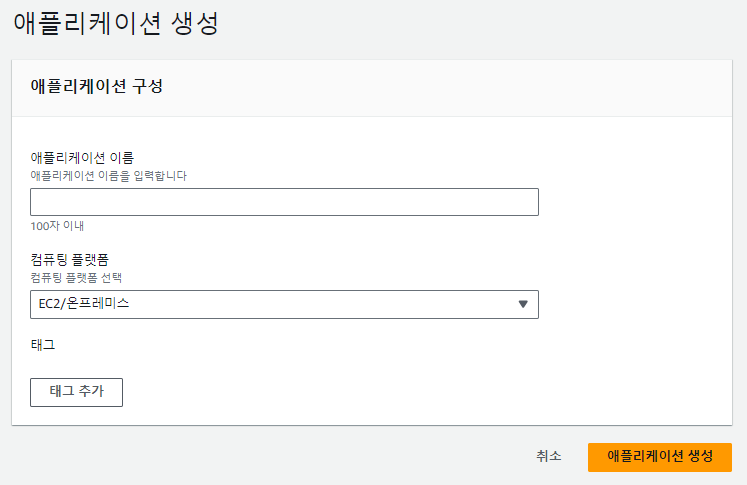 애플리케이션 생성
애플리케이션 구성
애플리케이션 이름
애플리케이션 이름을 입력합니다
100자 이내
컴퓨팅 플랫폼
컴퓨팅 플랫폼 선택
EC2/온프레미스
태그
태그 추가
취소
애플리케이션 생성